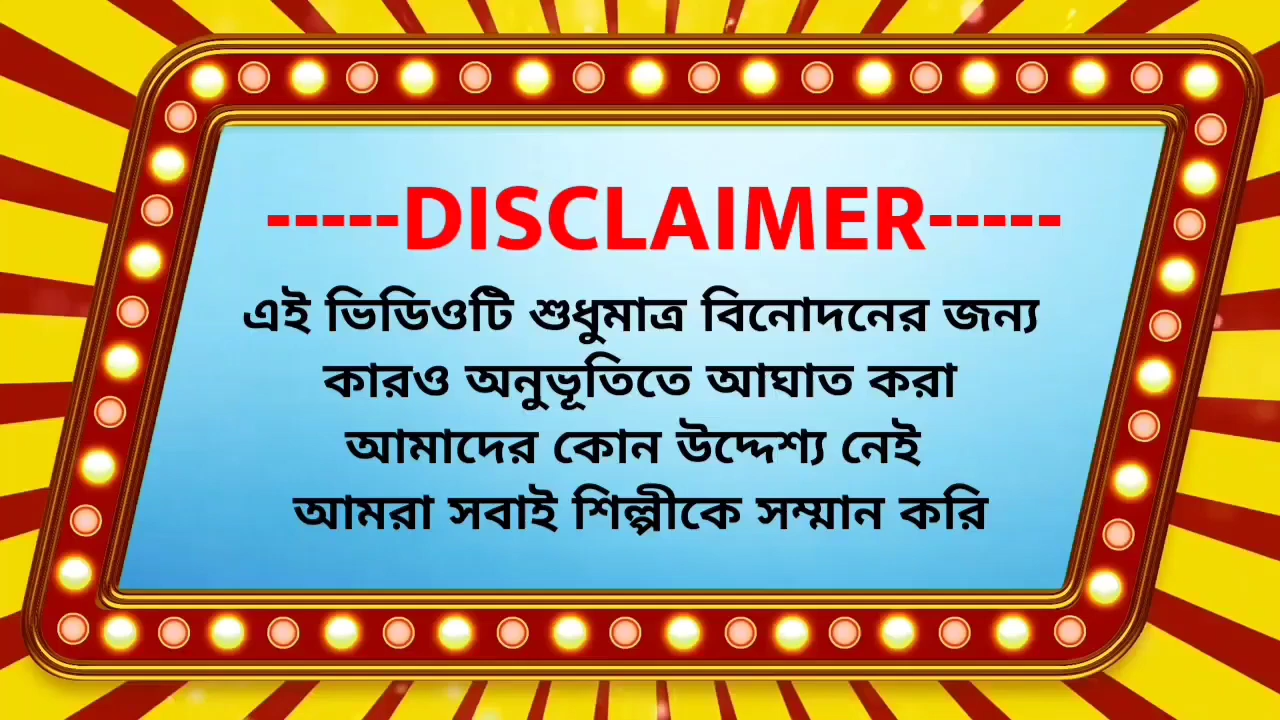 -----DISCLAIMER-----
এই ভিডিওটি শুধুমাত্র বিনোদনের জন্য
কারও অনুভূতিতে আঘাত করা
আমাদের কোন উদ্দেশ্য নেই
আমরা সবাই শিল্পীকে সম্মান করি